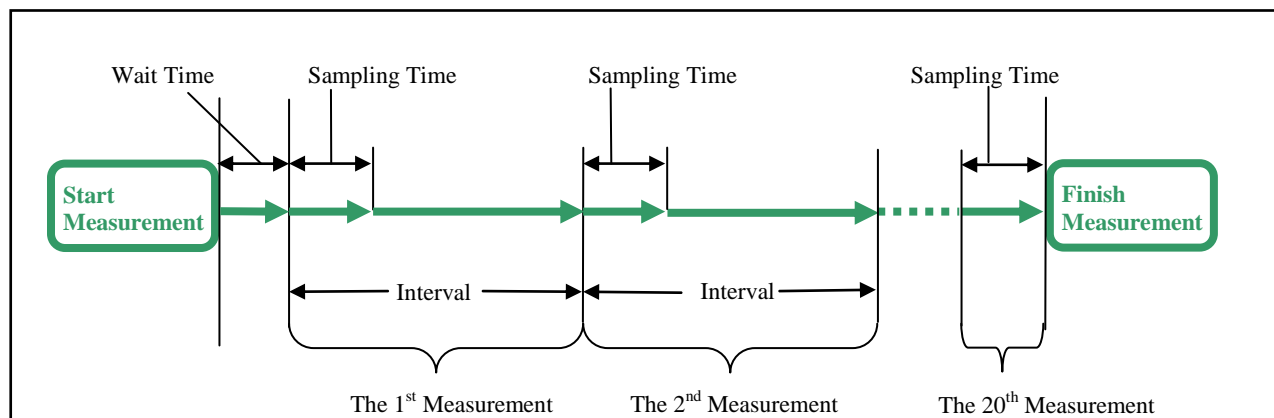 Wait Time
Sampling Time
Sampling Time
Sampling Time
Start
Measurement
Finish
Measurement
Interval
Interval
The 1st Measurement
The 2nd Measurement
The 20th Measurement